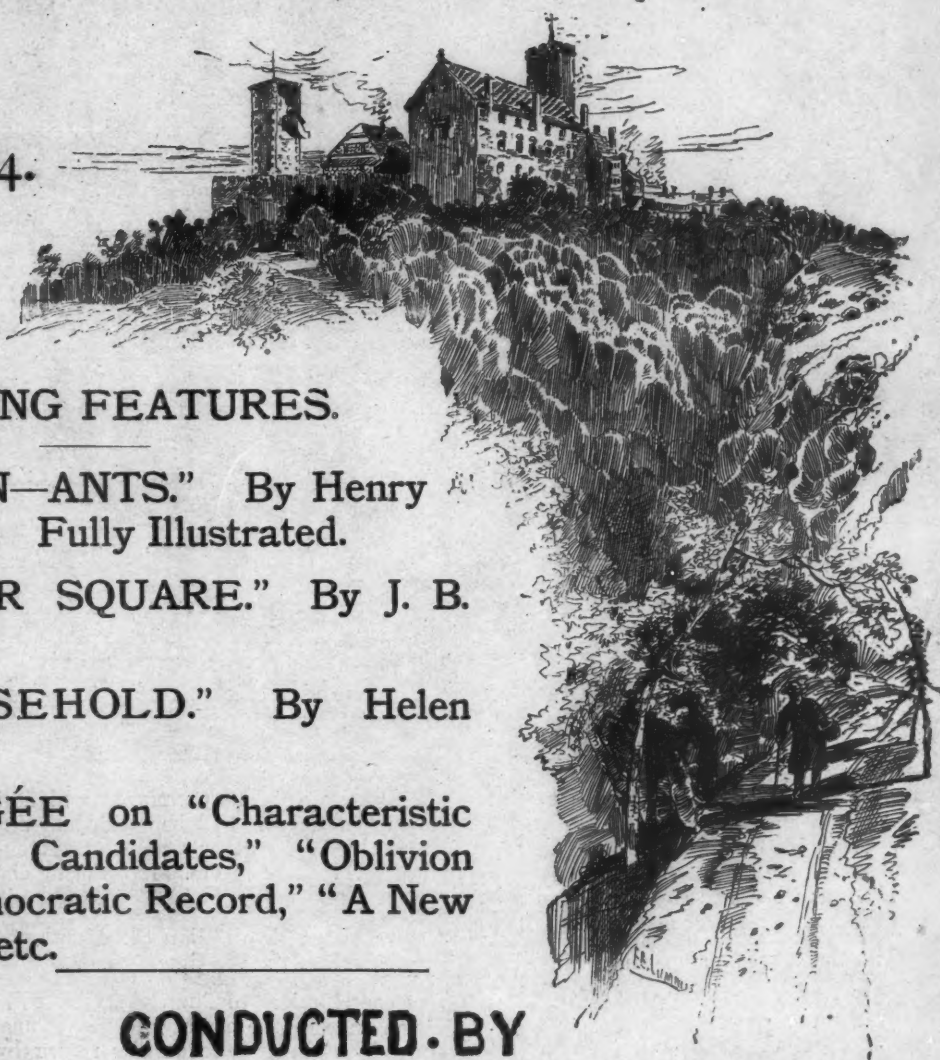 4.
NG FEATURES.
N—ANTS.” By Henry
Fully Illustrated.
R SQUARE.” By J. B.
SEHOLD.” By Helen
GÉE on “Characteristic
Candidates,” “Oblivion
nocratic Record,” “A New
etc.
CONDUCTED·BY